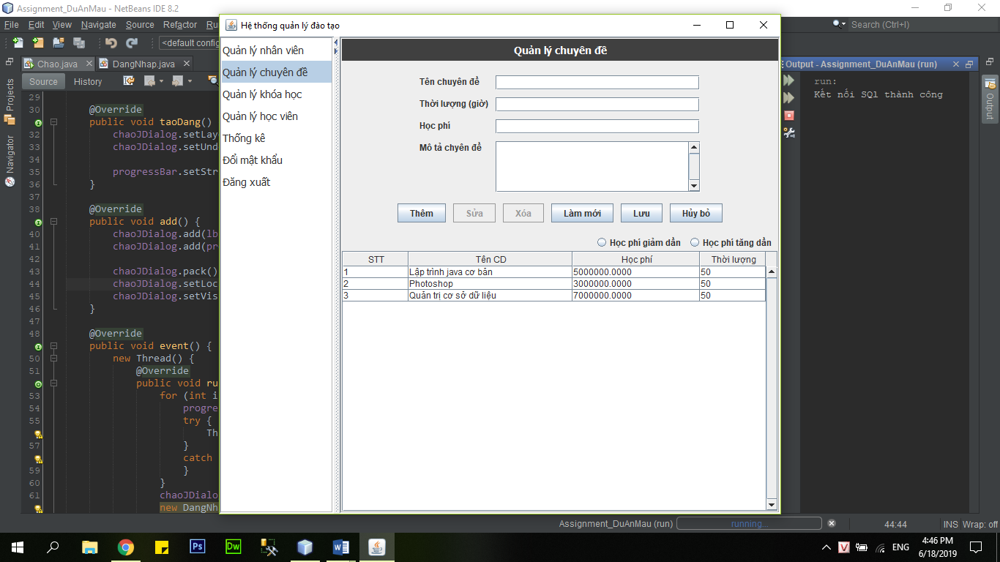 Assignment_DuAnMau - NetBeans IDE 8.2
File Edit View Navigate Source Refactor Ru
Search (Ctrl+I)
<default config
Chao.java
DangNhap.java
Source
History
Projects
Navigator
29
30 @Override
public void taoDang()
32 chaoJDialog.setLay
33 chaoJDialog.setUnd
34
35 progressBar.setStr
36 }
37
38 @Override
public void add() {
40 chaoJDialog.add(lb
41 chaoJDialog.add(pr
42
43 chaoJDialog.pack()
44 chaoJDialog.setLoc
45 chaoJDialog.setVis
46 }
47
48 @Override
public void event() {
50 new Thread() {
51 @Override
public void ru
53 for (int i
54 progre
55 try {
Th
57 }
catch
59 }
60 }
61 chaoJDialo
new DangNh
Hệ thống quản lý đào tạo
Quản lý nhân viên
Quản lý chuyên đề
Quản lý khóa học
Quản lý học viên
Thống kê
Đổi mật khẩu
Đăng xuất
Quản lý chuyên đề
Tên chuyên đề
Thời lượng (giờ)
Học phí
Mô tả chyên đề
Thêm Sửa Xóa Làm mới Lưu Hủy bỏ
Học phí giảm dần Học phí tăng dần
STT Tên CD Học phí Thời lượng
1 Lập trình java cơ bản 5000000.0000 50
2 Photoshop 3000000.0000 50
3 Quản trị cơ sở dữ liệu 7000000.0000 50
Output - Assignment_DuAnMau (run)
run:
Kết nối SQl thành công
Output
Assignment_DuAnMau (run) running... 44:44 INS Wrap: off
Ps
Dw
V
ENG
4:46 PM
6/18/2019